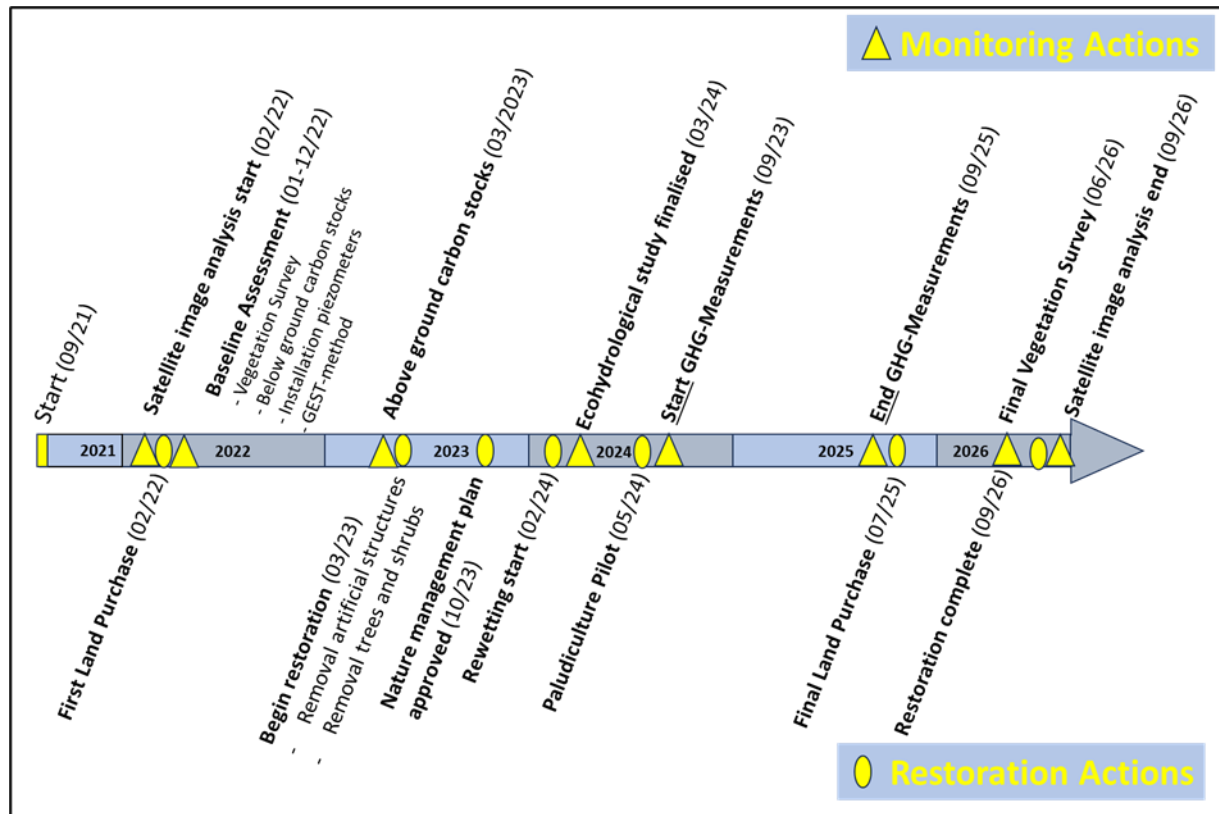 Monitoring Actions
Start (09/21)
Satellite image analysis start (02/22)
Baseline Assessment (01-12/22)
- Vegetation Survey
- Below ground carbon stocks
- Installation piezometers
- GEST-method
Above ground carbon stocks (03/2023)
Ecohydrological study finalised (03/24)
Start GHG-Measurements (09/23)
End GHG-Measurements (09/25)
Final Vegetation Survey (06/26)
Satellite image analysis end (09/26)
2021
2022
2023
2024
2025
2026
First Land Purchase (02/22)
Begin restoration (03/23)
- Removal artificial structures
- Removal trees and shrubs
Nature management plan
approved (10/23)
Rewetting start (02/24)
Paludiculture Pilot (05/24)
Final Land Purchase (07/25)
Restoration complete (09/26)
Restoration Actions